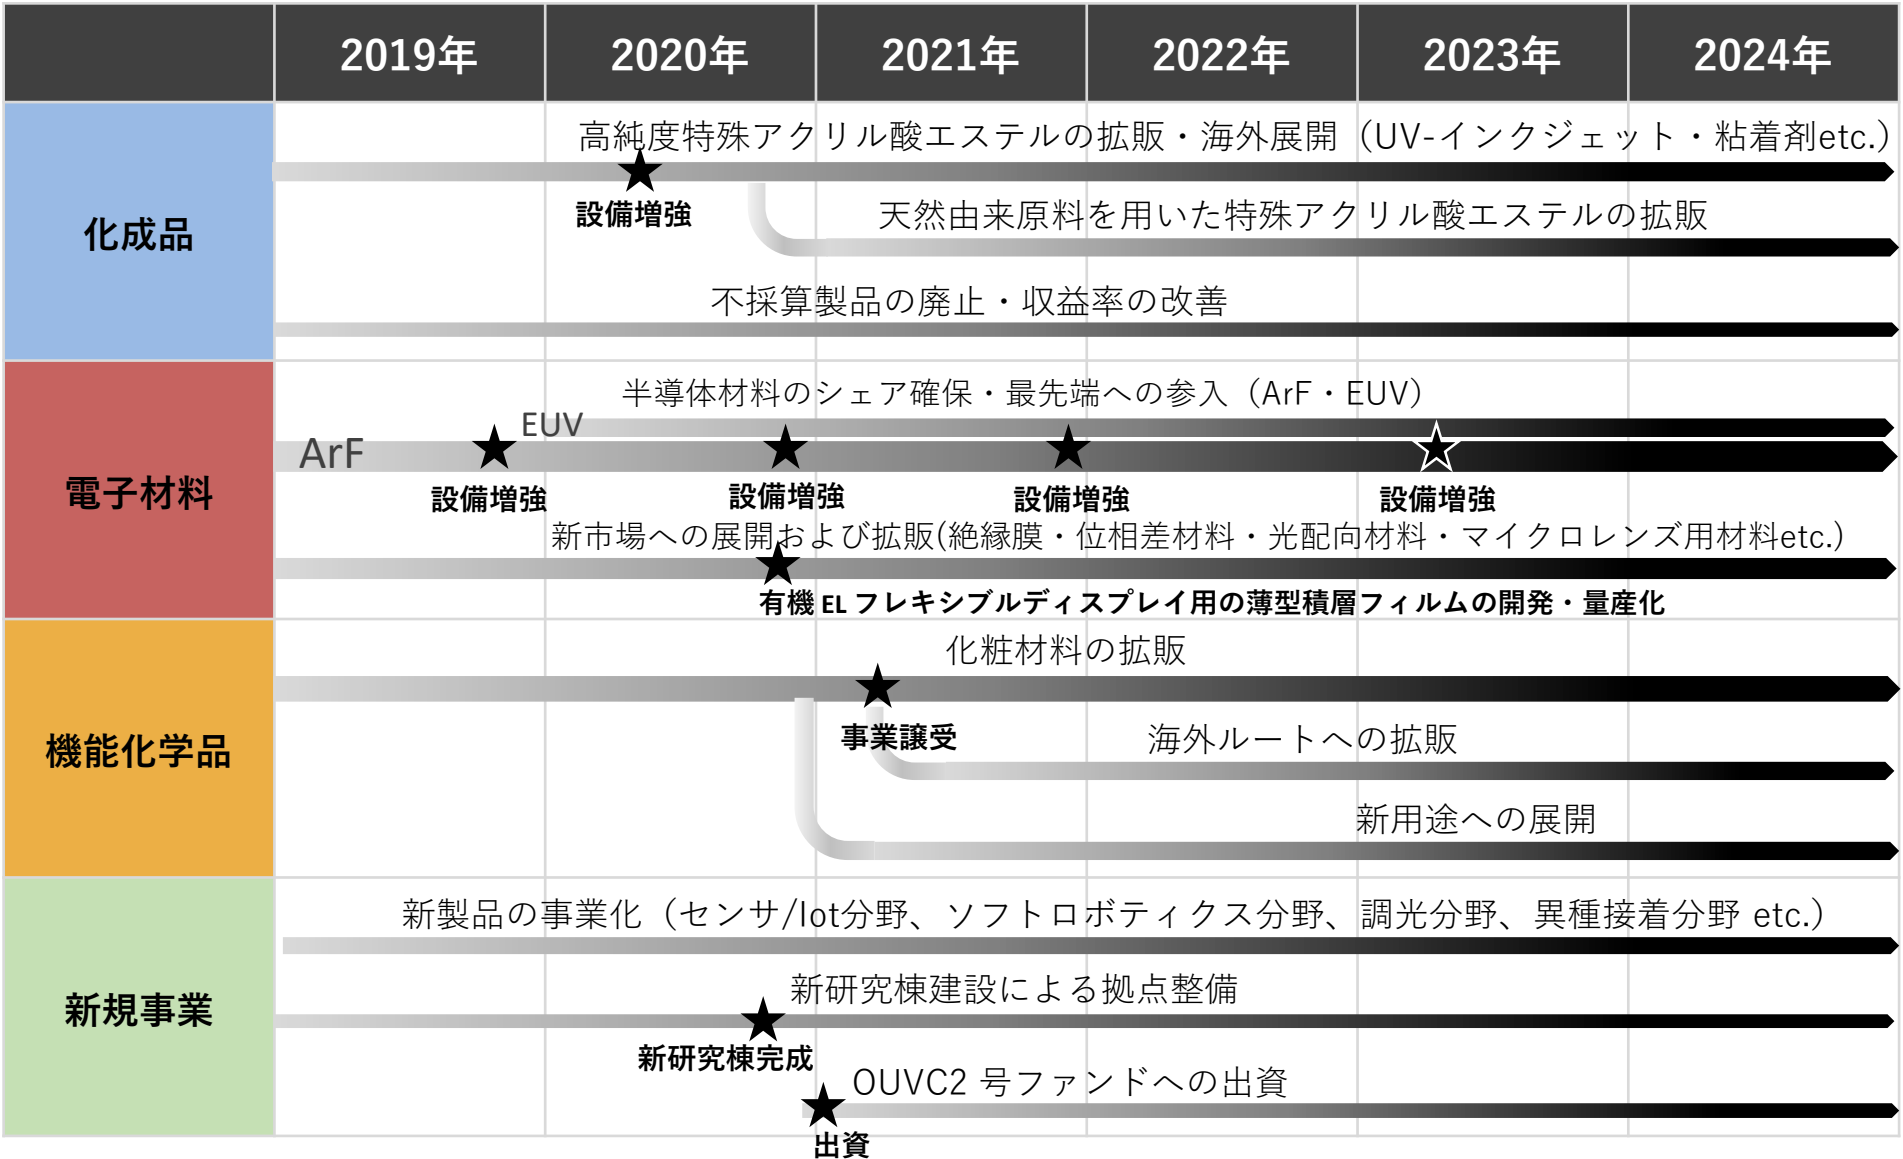 2019年
2020年
2021年
2022年
2023年
2024年
化成品
高純度特殊アクリル酸エステルの拡販・海外展開（UV-インクジェット・粘着剤etc.）
設備増強
天然由来原料を用いた特殊アクリル酸エステルの拡販
不採算製品の廃止・収益率の改善
電子材料
半導体材料のシェア確保・最先端への参入（ArF・EUV）
EUV
ArF
設備増強
設備増強
設備増強
設備増強
新市場への展開および拡販(絶縁膜・位相差材料・光配向材料・マイクロレンズ用材料etc.)
有機 EL フレキシブルディスプレイ用の薄型積層フィルムの開発・量産化
機能化学品
化粧材料の拡販
事業譲受
海外ルートへの拡販
新用途への展開
新規事業
新製品の事業化（センサ/Iot分野、ソフトロボティクス分野、調光分野、異種接着分野 etc.）
新研究棟建設による拠点整備
新研究棟完成
OUVC2 号ファンドへの出資
出資